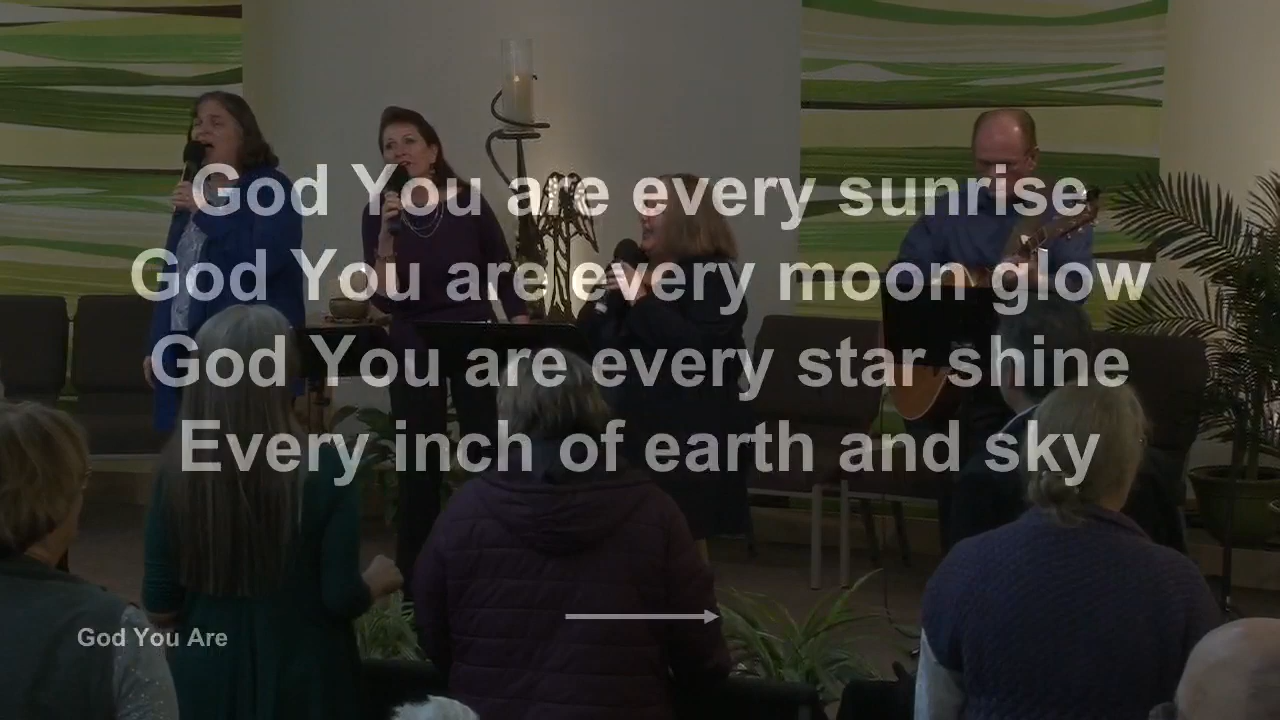 God You are every sunrise
God You are every moon glow
God You are every star shine
Every inch of earth and sky
God You Are